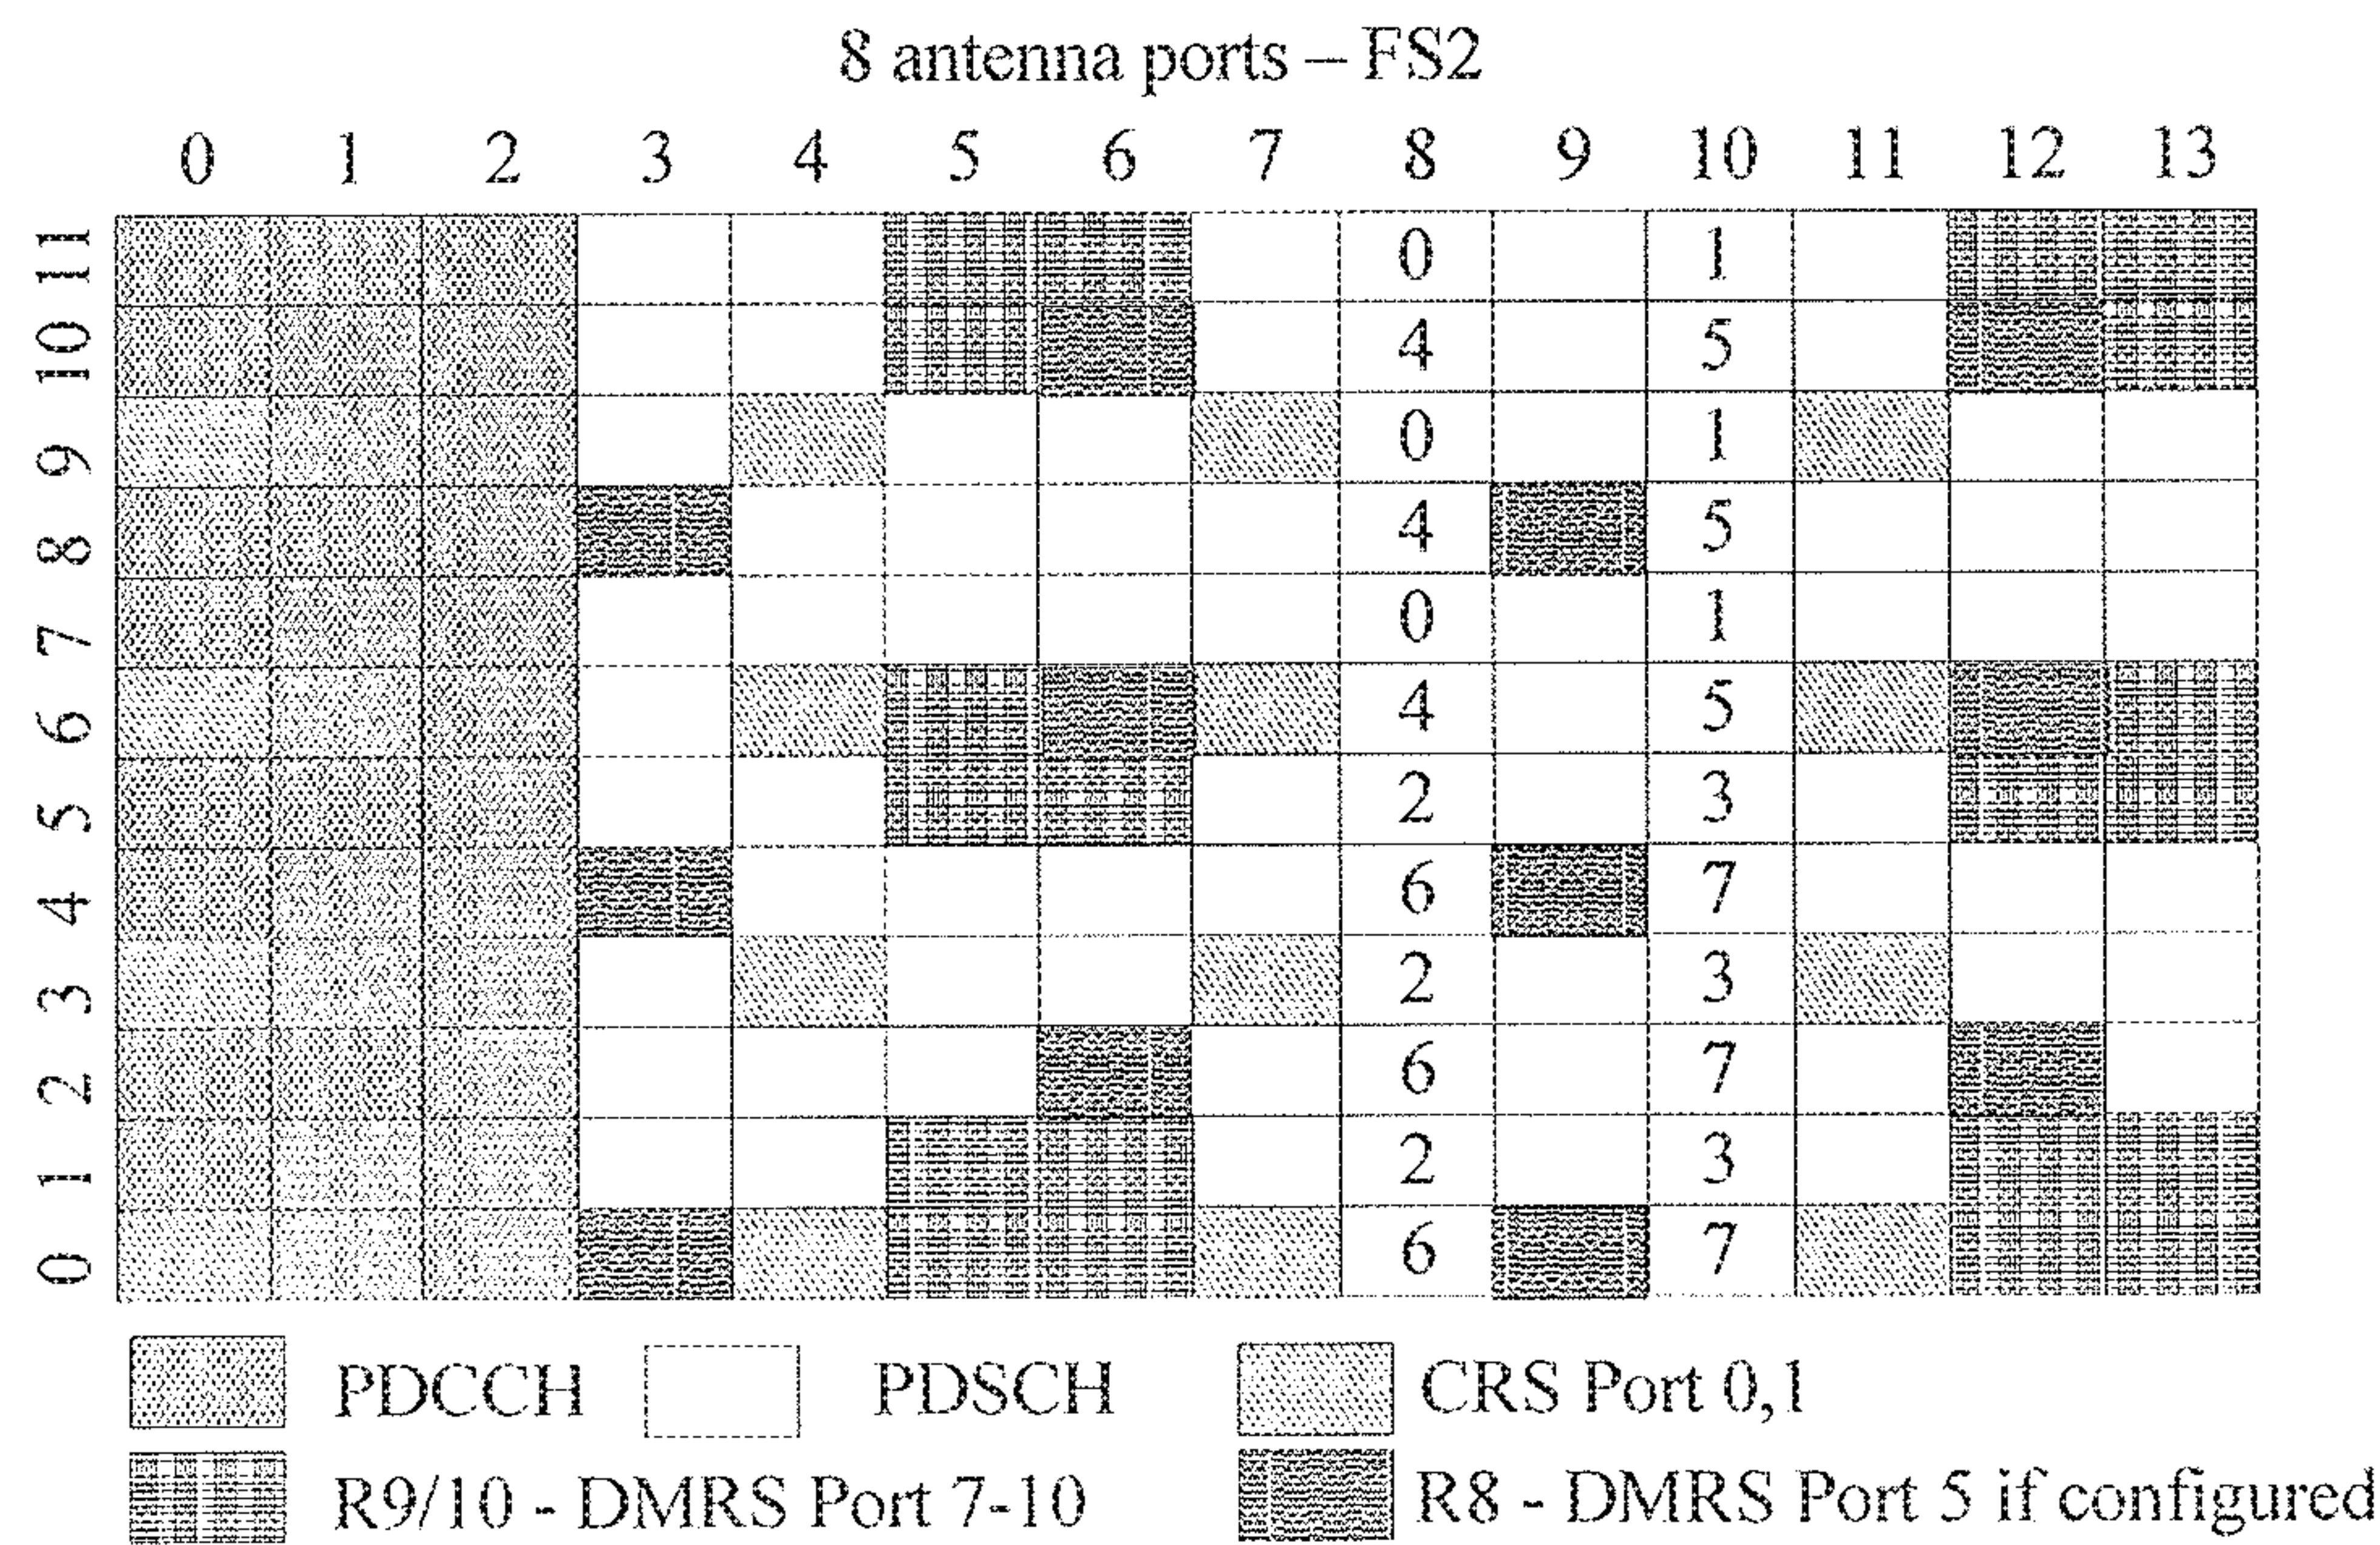 8 antenna ports – FS2
0 1 2 3 4 5 6 7 8 9 10 11 12 13
11 0 1
10 4 5
9 0 1
8 4 5
7 0 1
6 4 5
5 2 3
4 6 7
3 2 3
2 6 7
1 2 3
0 6 7
PDCCH PDSCH CRS Port 0,1
R9/10 - DMRS Port 7-10 R8 - DMRS Port 5 if configured